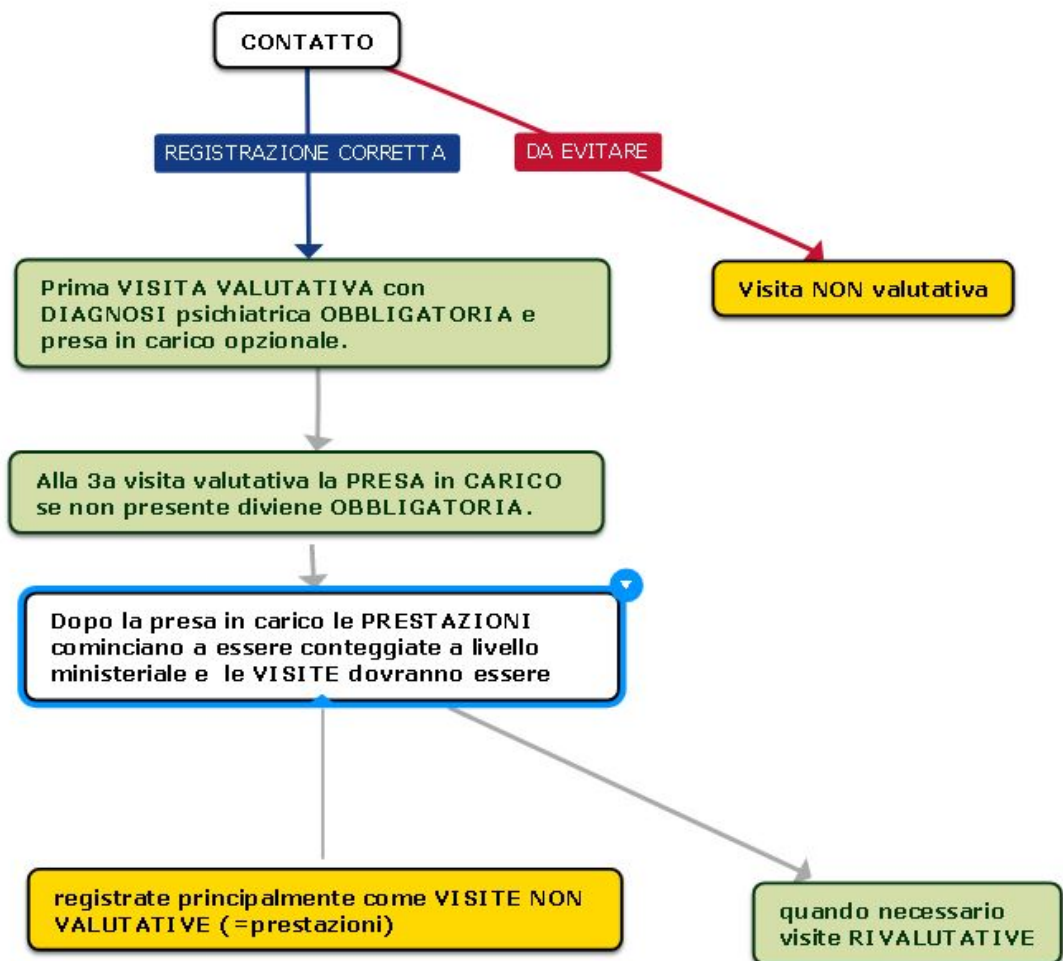 CONTATTO
REGISTRAZIONE CORRETTA
DA EVITARE
Prima VISITA VALUTATIVA con
DIAGNOSI psichiatrica OBBLIGATORIA e
presa in carico opzionale.
Visita NON valutativa
Alla 3a visita valutativa la PRESA in CARICO
se non presente diviene OBBLIGATORIA.
Dopo la presa in carico le PRESTAZIONI
cominciano a essere conteggiate a livello
ministeriale e  le VISITE dovranno essere
registrate principalmente come VISITE NON
VALUTATIVE (=prestazioni)
quando necessario
visite RIVALUTATIVE